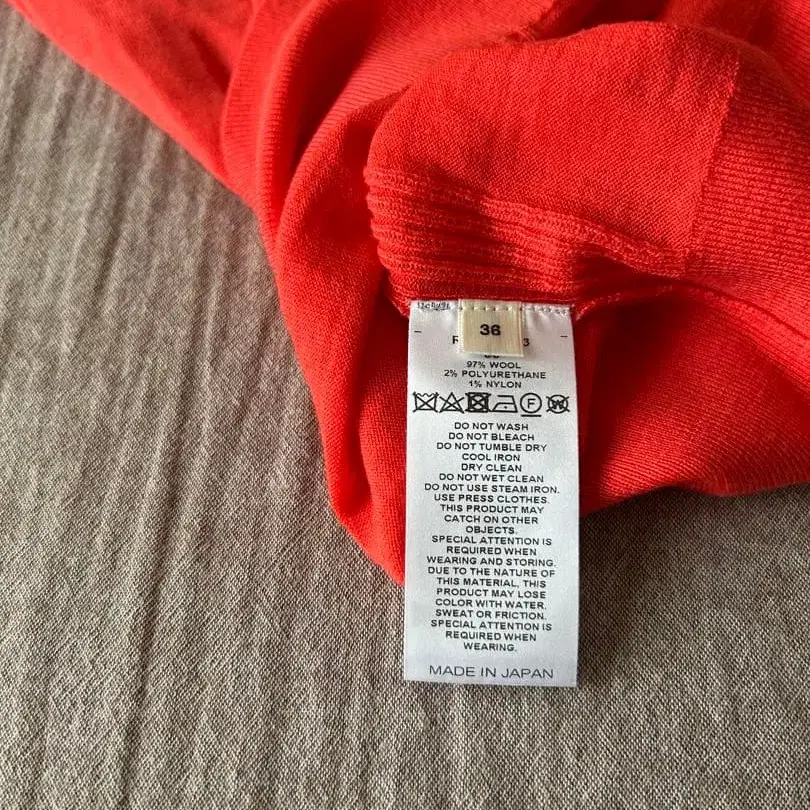 36
R 3
97% WOOL
2% POLYURETHANE
1% NYLON
F
W
DO NOT WASH
DO NOT BLEACH
DO NOT TUMBLE DRY
COOL IRON
DRY CLEAN
DO NOT WET CLEAN
DO NOT USE STEAM IRON.
USE PRESS CLOTHES.
THIS PRODUCT MAY
CATCH ON OTHER
OBJECTS.
SPECIAL ATTENTION IS
REQUIRED WHEN
WEARING AND STORING.
DUE TO THE NATURE OF
THIS MATERIAL, THIS
PRODUCT MAY LOSE
COLOR WITH WATER.
SWEAT OR FRICTION.
SPECIAL ATTENTION IS
REQUIRED WHEN
WEARING.
MADE IN JAPAN